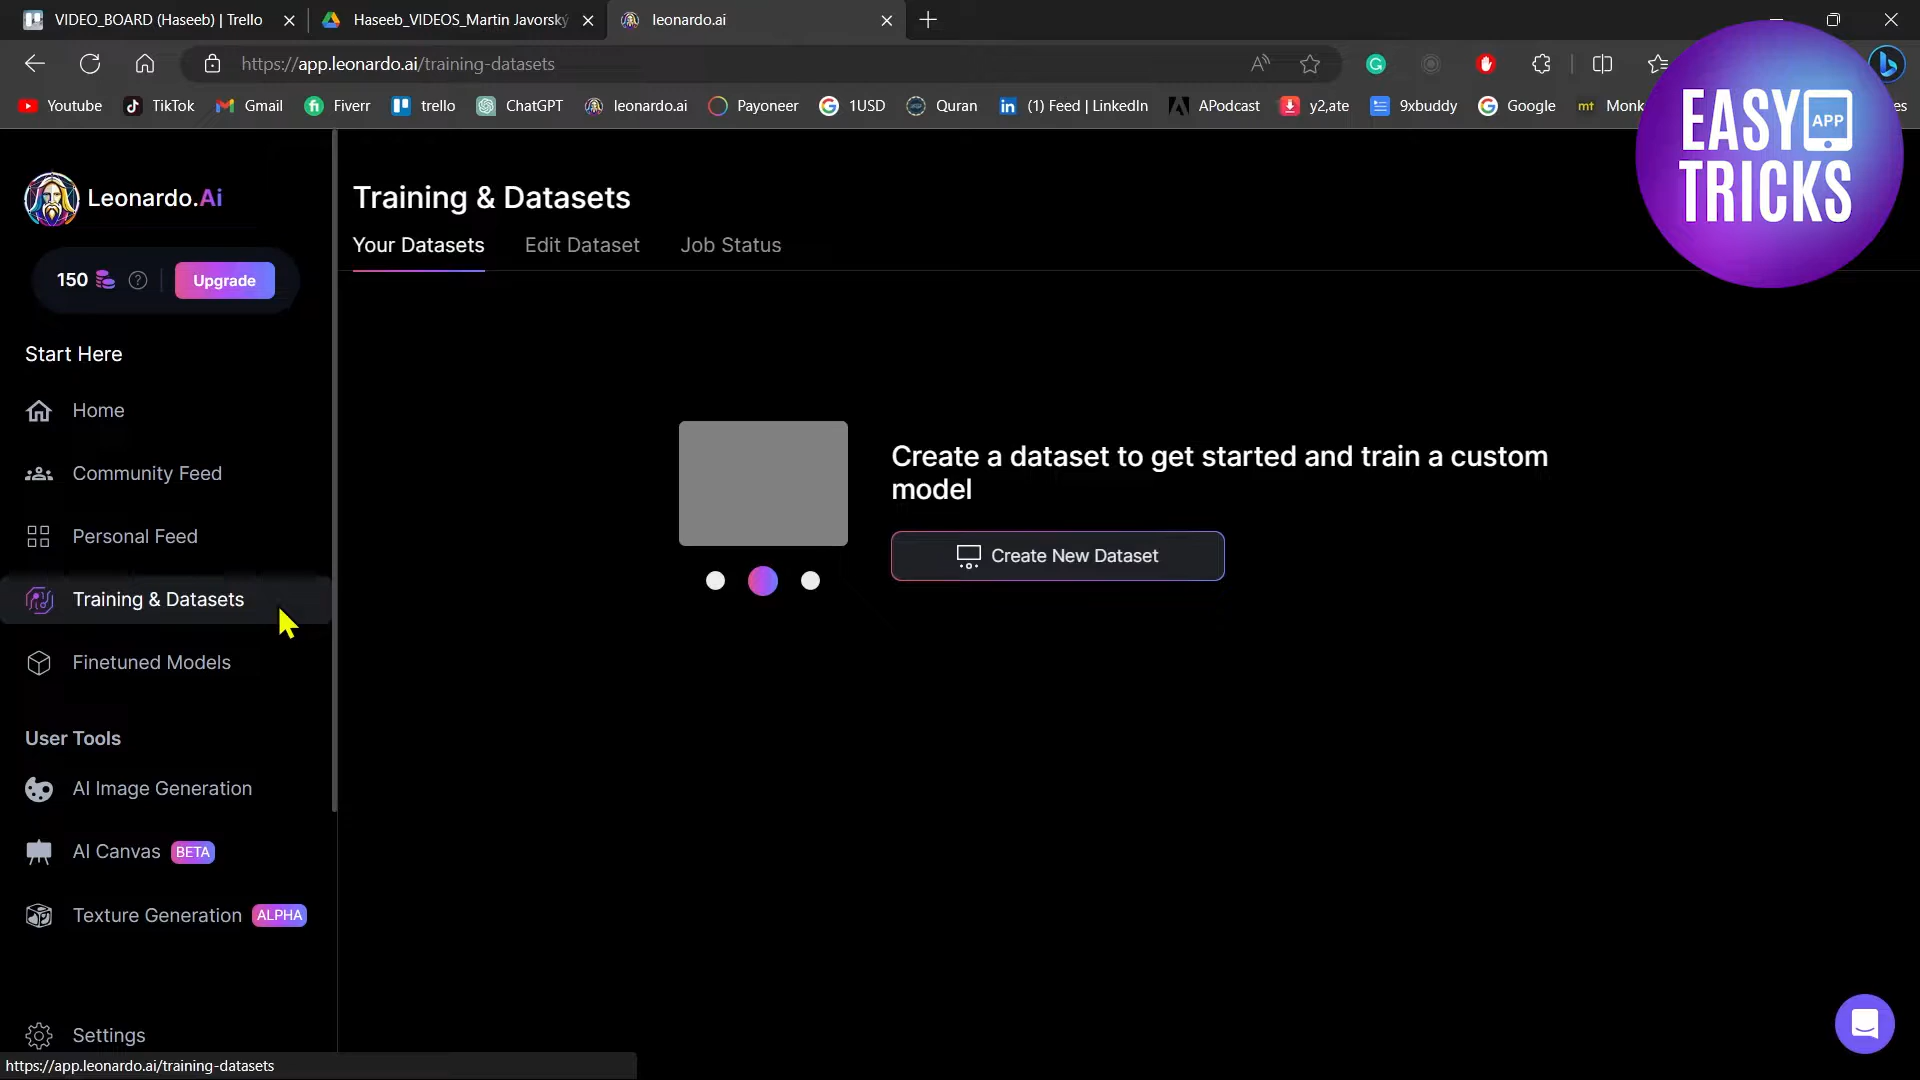 VIDEO_BOARD (Haseeb) | Trello
Haseeb_VIDEOS_Martin Javorský
leonardo.ai
https://app.leonardo.ai/training-datasets
Youtube
TikTok
Gmail
Fiverr
trello
ChatGPT
leonardo.ai
Payoneer
1USD
Quran
(1) Feed | LinkedIn
APodcast
y2,ate
9xbuddy
Google
Monk
es
EASY
APP
TRICKS
Leonardo.Ai
150
Upgrade
Start Here
Home
Community Feed
Personal Feed
Training & Datasets
Finetuned Models
User Tools
AI Image Generation
AI Canvas BETA
Texture Generation ALPHA
Settings
https://app.leonardo.ai/training-datasets
Training & Datasets
Your Datasets
Edit Dataset
Job Status
Create a dataset to get started and train a custom
model
Create New Dataset